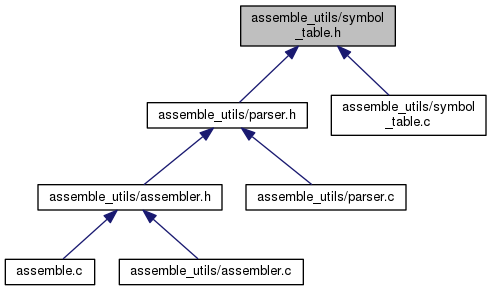 assemble_utils/symbol
_table.h
assemble_utils/parser.h
assemble_utils/symbol
_table.c
assemble_utils/assembler.h
assemble_utils/parser.c
assemble.c
assemble_utils/assembler.c